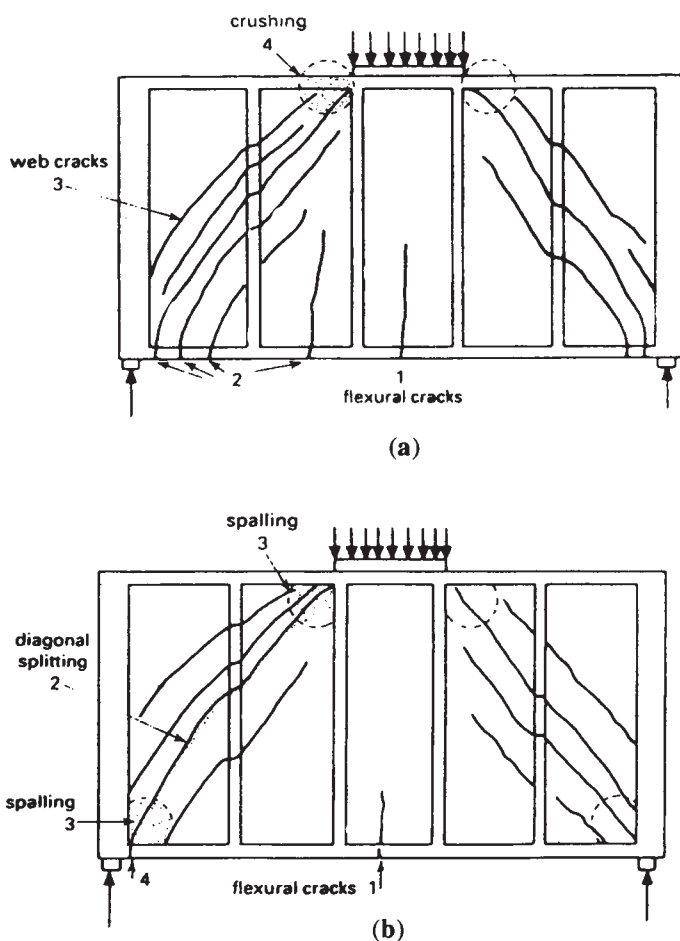 crushing
4
web cracks
3
2
1
flexural cracks
(a)
spalling
3
diagonal
splitting
2
spalling
3
4
flexural cracks 1
(b)